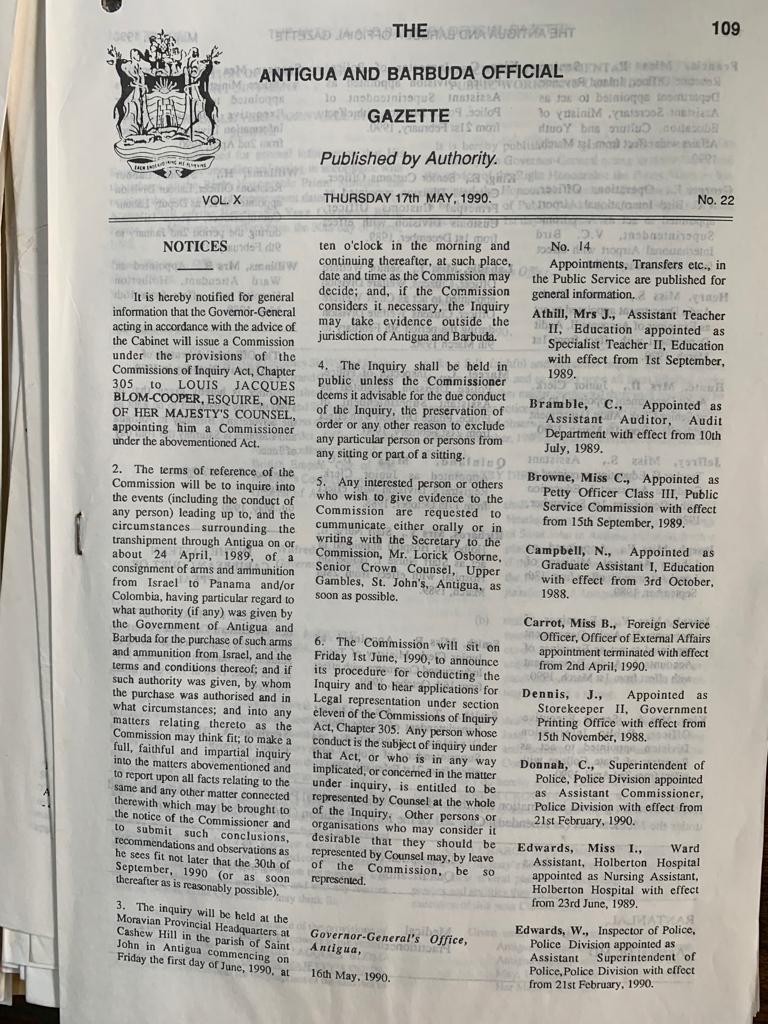 THE
109
ANTIGUA AND BARBUDA OFFICIAL
GAZETTE
Published by Authority.
EACH ENDEAVOURING ALL ACHIEVING
VOL. X
THURSDAY 17th MAY, 1990.
No. 22
NOTICES
It is hereby notified for general
information that the Governor-General
acting in accordance with the advice of
the Cabinet will issue a Commission
under the provisions of the
Commissions of Inquiry Act, Chapter
305 to LOUIS JACQUES
BLOM-COOPER, ESQUIRE, ONE
OF HER MAJESTY'S COUNSEL,
appointing him a Commissioner
under the abovementioned Act.
2. The terms of reference of the
Commission will be to inquire into
the events (including the conduct of
any person) leading up to, and the
circumstances surrounding the
transhipment through Antigua on or
about 24 April, 1989, of a
consignment of arms and ammunition
from Israel to Panama and/or
Colombia, having particular regard to
what authority (if any) was given by
the Government of Antigua and
Barbuda for the purchase of such arms
and ammunition from Israel, and the
terms and conditions thereof; and if
such authority was given, by whom
the purchase was authorised and in
what circumstances; and into any
matters relating thereto as the
Commission may think fit; to make a
full, faithful and impartial inquiry
into the matters abovementioned and
to report upon all facts relating to the
same and any other matter connected
therewith which may be brought to
the notice of the Commissioner and
to submit such conclusions,
recommendations and observations as
he sees fit not later that the 30th of
September, 1990 (or as soon
thereafter as is reasonably possible).
3. The inquiry will be held at the
Moravian Provincial Headquarters at
Cashew Hill in the parish of Saint
John in Antigua commencing on
Friday the first day of June, 1990, at
ten o'clock in the morning and
continuing thereafter, at such place,
date and time as the Commission may
decide; and, if the Commission
considers it necessary, the Inquiry
may take evidence outside the
jurisdiction of Antigua and Barbuda.
4. The Inquiry shall be held in
public unless the Commissioner
deems it advisable for the due conduct
of the Inquiry, the preservation of
order or any other reason to exclude
any particular person or persons from
any sitting or part of a sitting.
5. Any interested person or others
who wish to give evidence to the
Commission are requested to
cummunicate either orally or in
writing with the Secretary to the
Commission, Mr. Lorick Osborne,
Senior Crown Counsel, Upper
Gambles, St. John's, Antigua, as
soon as possible.
6. The Commission will sit on
Friday 1st June, 1990, to announce
its procedure for conducting the
Inquiry and to hear applications for
Legal representation under section
eleven of the Commissions of Inquiry
Act, Chapter 305. Any person whose
conduct is the subject of inquiry under
that Act, or who is in any way
implicated, or concerned in the matter
under inquiry, is entitled to be
represented by Counsel at the whole
of the Inquiry. Other persons or
organisations who may consider it
desirable that they should be
represented by Counsel may, by leave
of the Commission, be so
represented.
Governor-General's Office,
Antigua,
16th May, 1990.
No. 14
Appointments, Transfers etc., in
the Public Service are published for
general information.
Athill, Mrs J., Assistant Teacher
II, Education appointed as
Specialist Teacher II, Education
with effect from 1st September,
1989.
Bramble, C., Appointed as
Assistant Auditor, Audit
Department with effect from 10th
July, 1989.
Browne, Miss C., Appointed as
Petty Officer Class III, Public
Service Commission with effect
from 15th September, 1989.
Campbell, N., Appointed as
Graduate Assistant I, Education
with effect from 3rd October,
1988.
Carrot, Miss B., Foreign Service
Officer, Officer of External Affairs
appointment terminated with effect
from 2nd April, 1990.
Dennis, J., Appointed as
Storekeeper II, Government
Printing Office with effect from
15th November, 1988.
Donnah, C., Superintendent of
Police, Police Division appointed
as Assistant Commissioner,
Police Division with effect from
21st February, 1990.
Edwards, Miss I., Ward
Assistant, Holberton Hospital
appointed as Nursing Assistant,
Holberton Hospital with effect
from 23rd June, 1989.
Edwards, W., Inspector of Police,
Police Division appointed as
Assistant Superintendent of
Police, Police Division with effect
from 21st February, 1990.